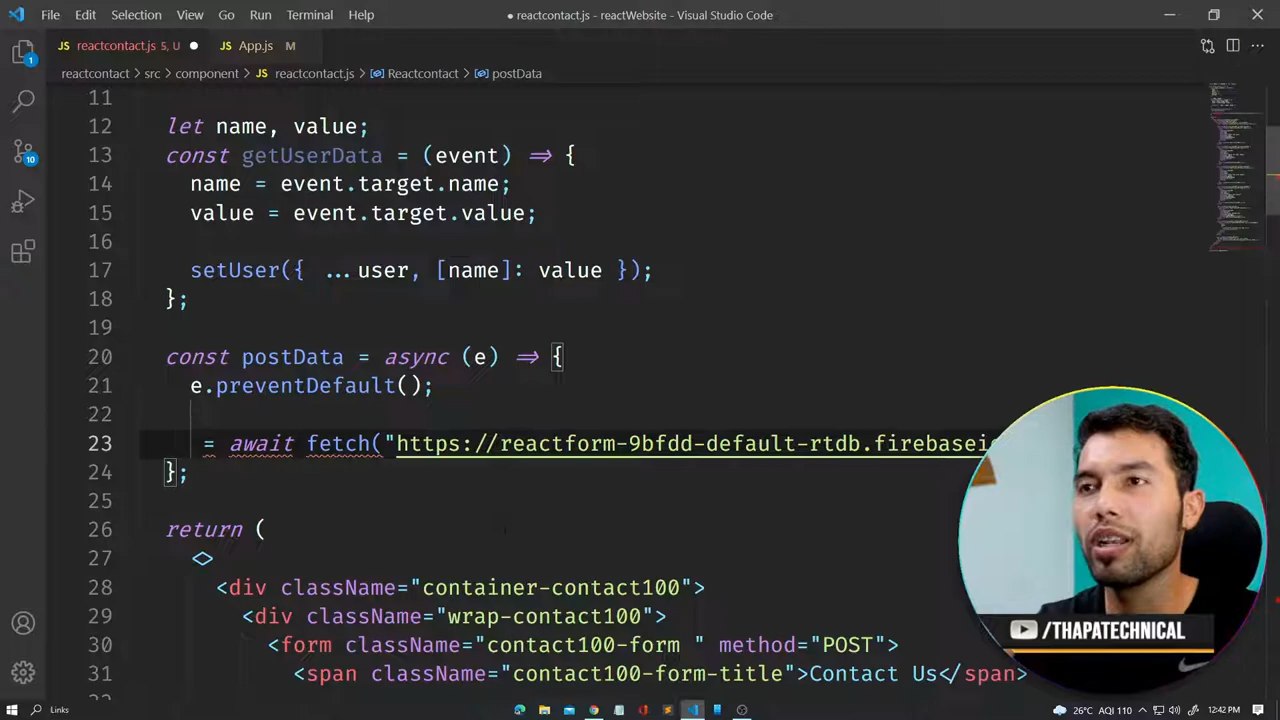 File Edit Selection View Go Run Terminal Help ● reactcontact.js - reactWebsite - Visual Studio Code
JS reactcontact.js 5, U ● JS App.js M
reactcontact > src > component > JS reactcontact.js > Reactcontact > postData
11
12 let name, value;
13 const getUserData = (event) => {
14 name = event.target.name;
15 value = event.target.value;
16
17 setUser({ ...user, [name]: value });
18 };
19
20 const postData = async (e) => {
21 e.preventDefault();
22
23 = await fetch("https://reactform-9bfdd-default-rtdb.firebasei
24 };
25
26 return (
27 <>
28 <div className="container-contact100">
29 <div className="wrap-contact100">
30 <form className="contact100-form " method="POST">
31 <span className="contact100-form-title">Contact Us</span>
1
10
/THAPATECHNICAL
Links 26°C AQI 110 12:42 PM